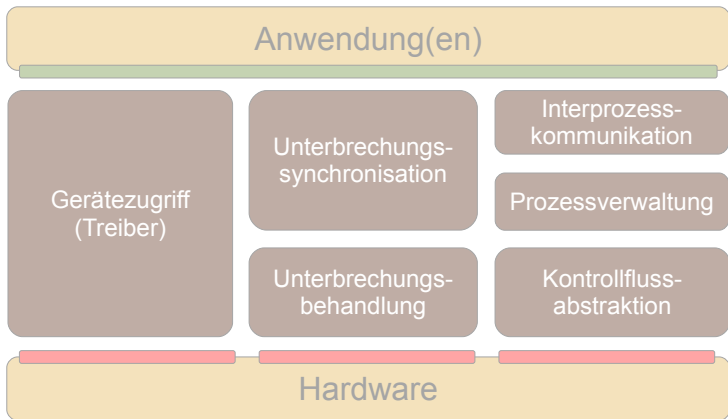 Anwendung(en)
Gerätezugriff
(Treiber)
Unterbrechungs-
synchronisation
Unterbrechungs-
behandlung
Interprozess-
kommunikation
Prozessverwaltung
Kontrollfluss-
abstraktion
Hardware